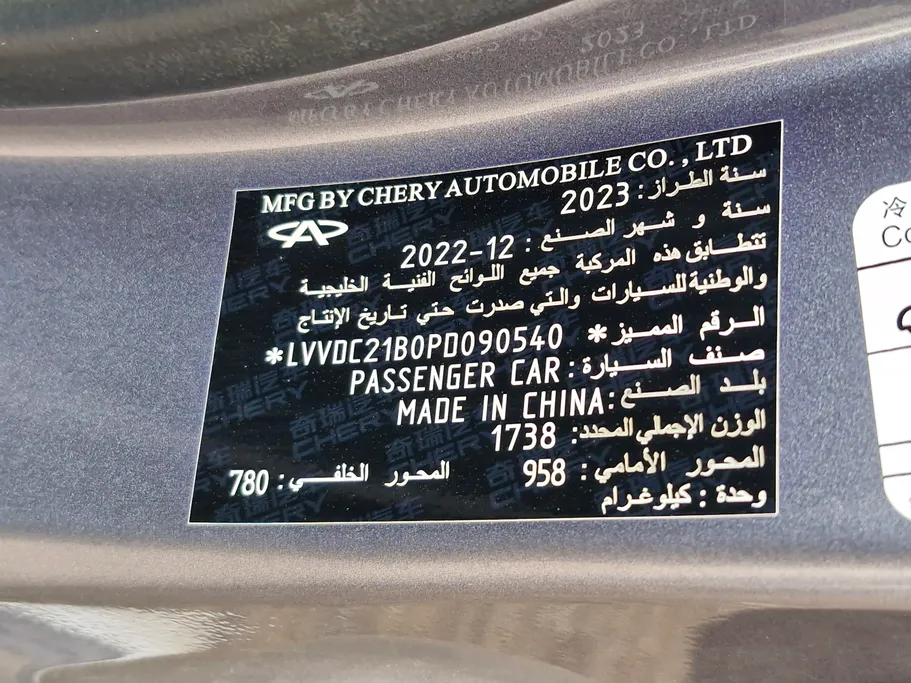 MFG BY CHERY AUTOMOBILE CO. , LTD
سنة الطراز: 2023
سنة و شهر الصنع : 2022-12
تتطابق هذه المركبة جميع اللوائح الفنية الخليجية
والوطنية للسيارات والتي صدرت حتي تاريخ الإنتاج
الرقم المميز: *LVVDC21B0PD090540*
صنف السيارة: PASSENGER CAR
بلد الصنع: MADE IN CHINA
الوزن الإجمالي المحدد: 1738
المحور الأمامي: 958 المحور الخلفي: 780
وحدة : كيلوغرام
冷
Co